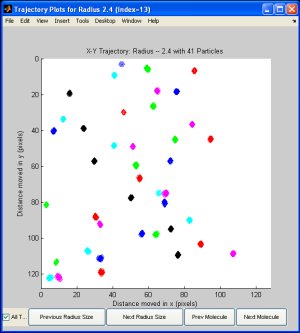 Trajectory Plots for Radius 2.4 (Index=13)
File Edit View Insert Tools Desktop Window Help
X-Y Trajectory: Radius -- 2.4 with 41 Particles
Distance moved in y (pixels)
0
20
40
60
80
100
120
0 20 40 60 80 100 120
Distance moved in x (pixels)
All T...
Previous Radius Size
Next Radius Size
Prev Molecule
Next Molecule